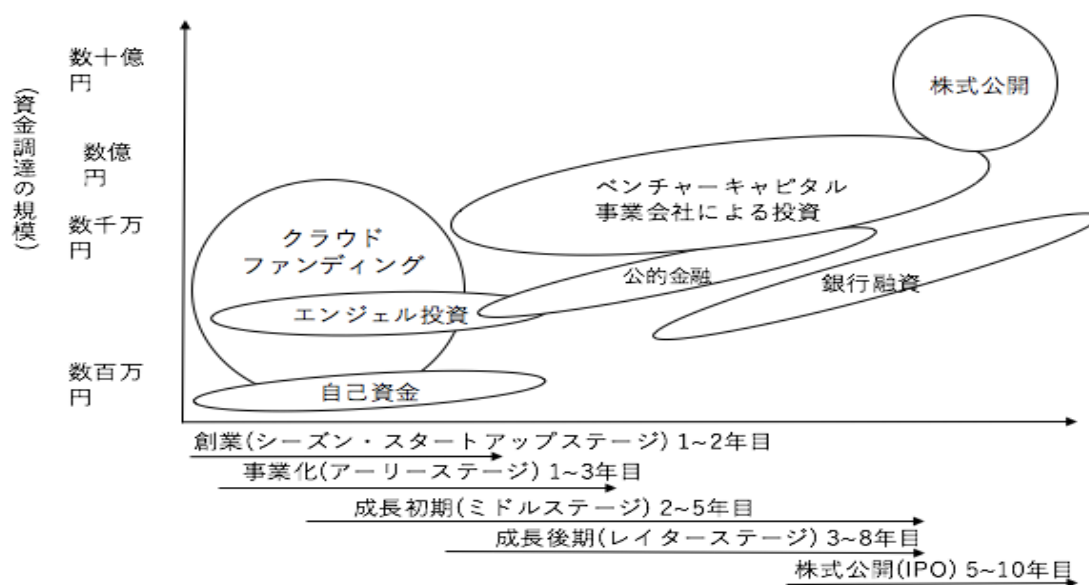 (資金調達の規模)
数十億
円
数億
円
数千万
円
数百万
円
株式公開
ベンチャーキャピタル
事業会社による投資
クラウド
ファンディング
公的金融
銀行融資
エンジェル投資
自己資金
創業(シーズン・スタートアップステージ) 1~2年目
事業化(アーリーステージ) 1~3年目
成長初期(ミドルステージ) 2~5年目
成長後期(レイターステージ) 3~8年目
株式公開(IPO) 5~10年目